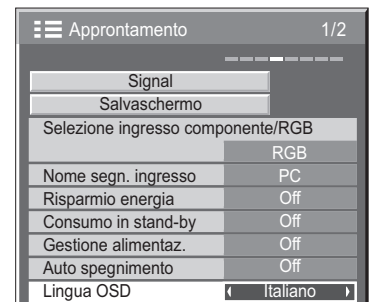 Approntamento 1/2
Signal
Salvaschermo
Selezione ingresso componente/RGB
RGB
Nome segn. ingresso PC
Risparmio energia Off
Consumo in stand-by Off
Gestione alimentaz. Off
Auto spegnimento Off
Lingua OSD Italiano